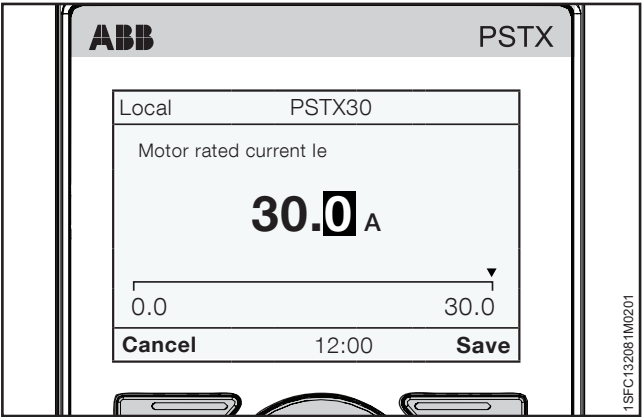 ABB PSTX
Local PSTX30
Motor rated current Ie
30.0 A
0.0 30.0
Cancel 12:00 Save
1SFC132081M0201